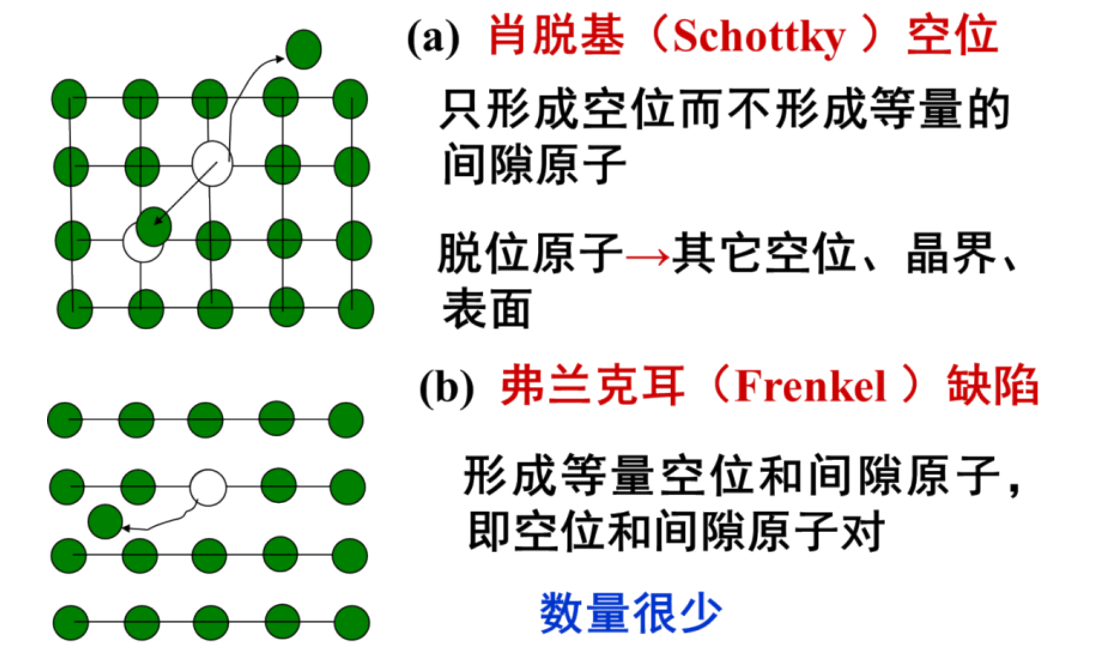 (a) 肖脱基（Schottky ）空位
只形成空位而不形成等量的
间隙原子
脱位原子→其它空位、晶界、
表面
(b) 弗兰克耳（Frenkel ）缺陷
形成等量空位和间隙原子，
即空位和间隙原子对
数量很少